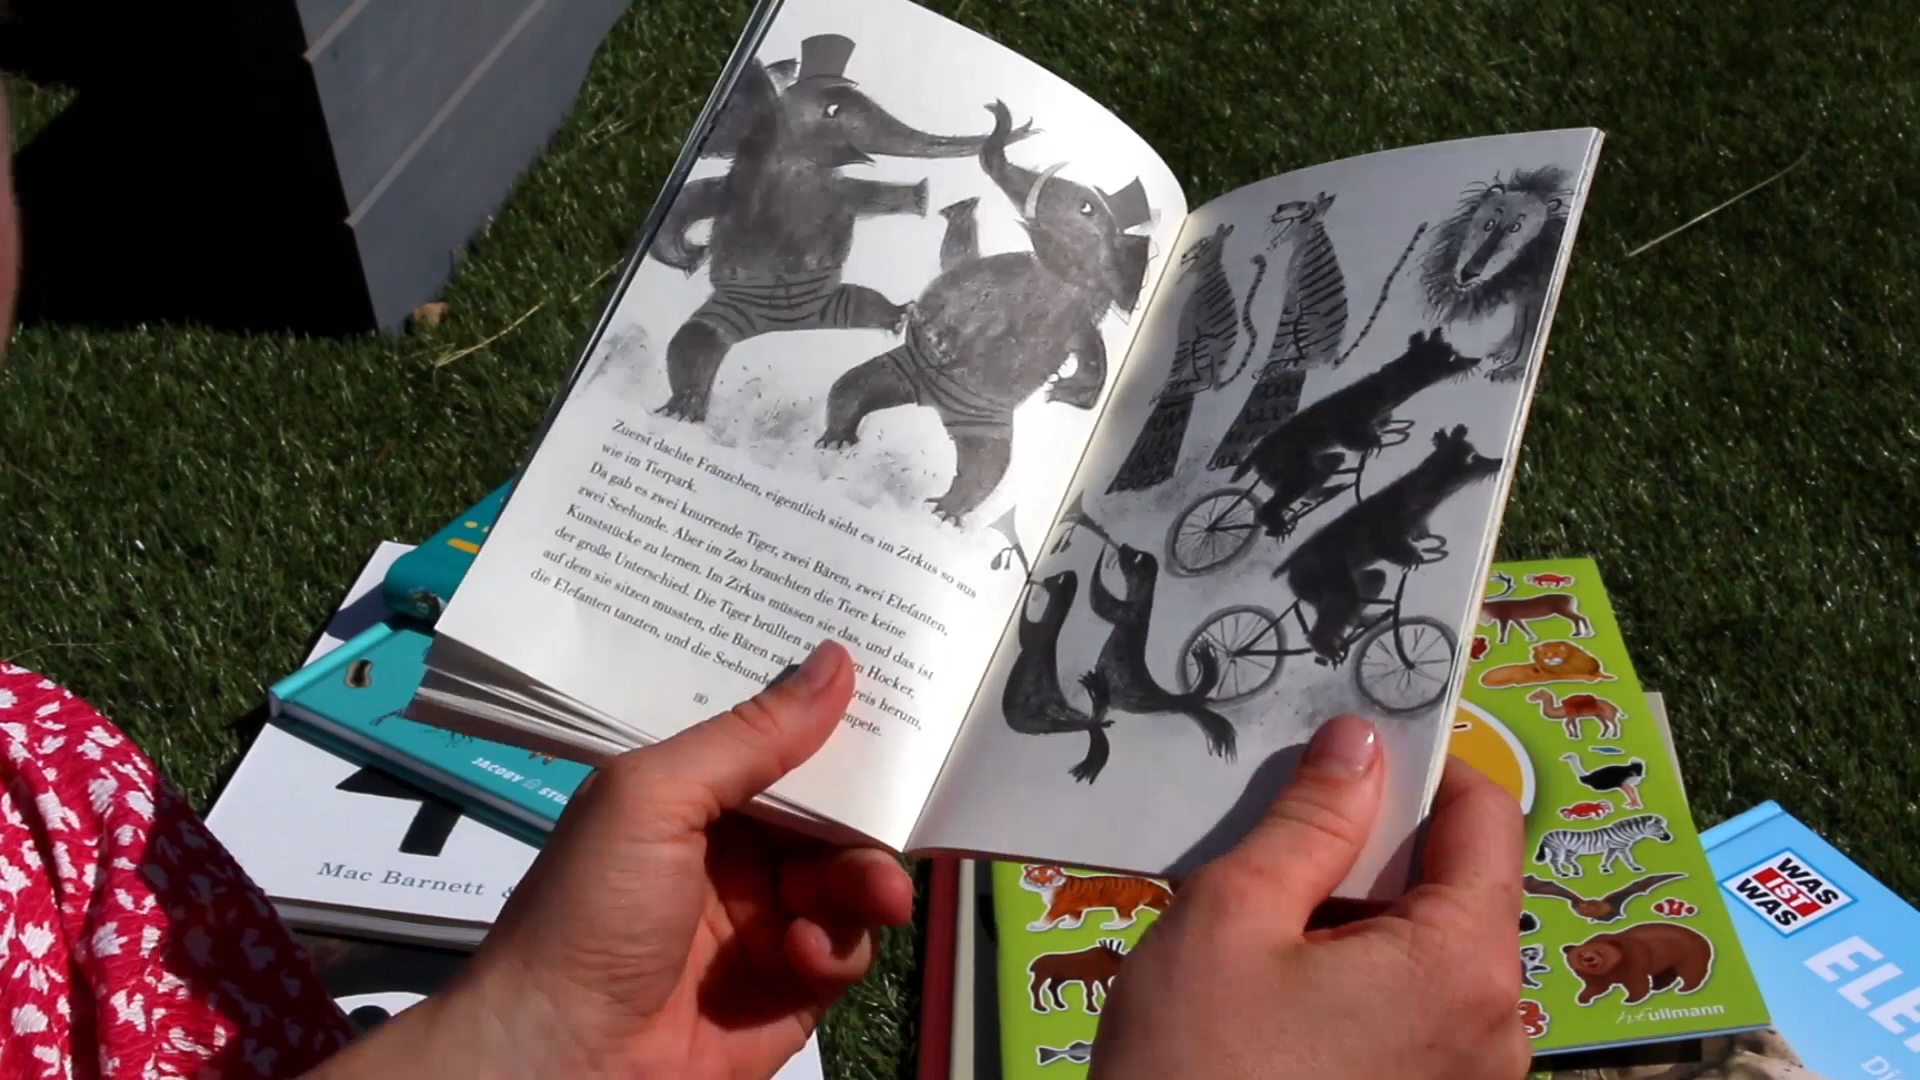 Zuerst dachte Fränzchen, eigentlich sieht es im Zirkus so aus
wie im Tierpark.
Da gab es zwei knurrende Tiger, zwei Bären, zwei Elefanten,
zwei Seehunde. Aber im Zoo brauchten die Tiere keine
Kunststücke zu lernen. Im Zirkus müssen sie das, und das ist
der große Unterschied. Die Tiger brüllten Hocker,
auf dem sie sitzen mussten, die Bären herum,
die Elefanten tanzten, und die
80
JACOBY
Mac Barnett &
WAS
IST
WAS
h.f.ullmann